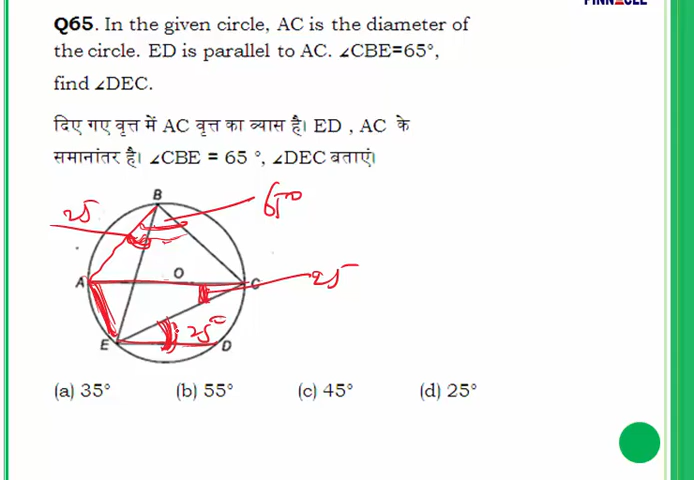 PINNACLE
Q65. In the given circle, AC is the diameter of
the circle. ED is parallel to AC. ∠CBE=65°,
find ∠DEC.
दिए गए वृत्त में AC वृत्त का व्यास है। ED , AC के
समानांतर है। ∠CBE = 65 °, ∠DEC बताएं।
B
25
65°
A
O
C
25
E
25°
D
(a) 35° (b) 55° (c) 45° (d) 25°